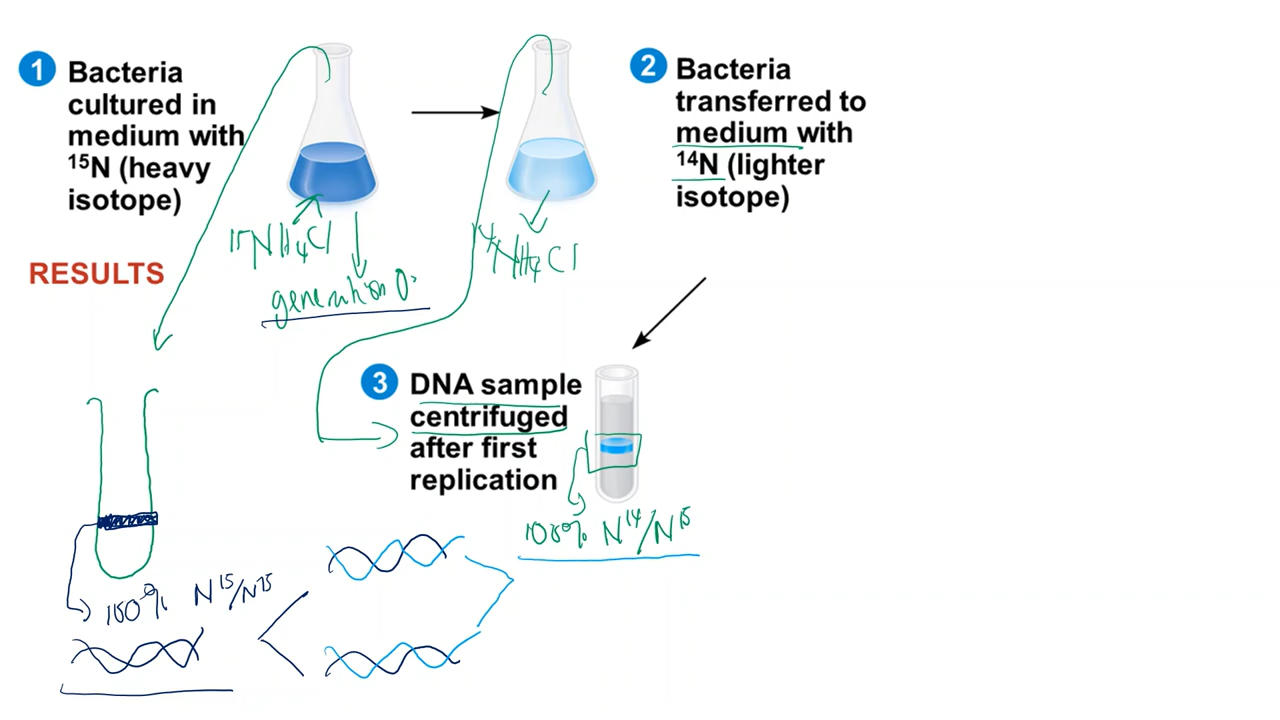 1 Bacteria
cultured in
medium with
15N (heavy
isotope)
2 Bacteria
transferred to
medium with
14N (lighter
isotope)
15NH4Cl
14NH4Cl
RESULTS
generation 0:
3 DNA sample
centrifuged
after first
replication
100% N14/N15
100% N15/N15